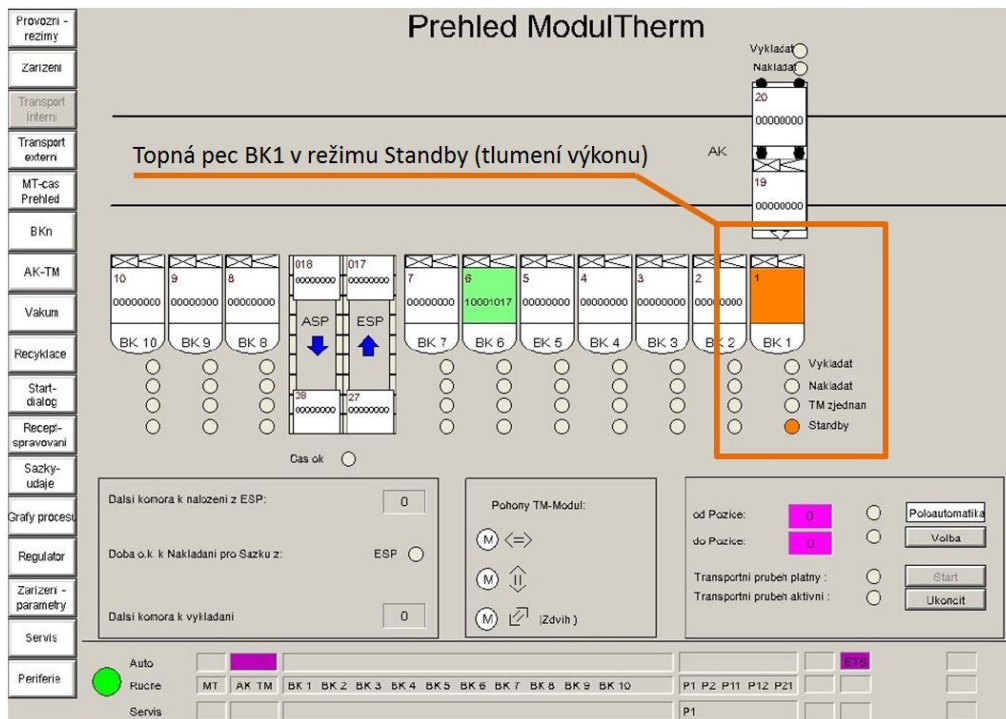 Prehled ModulTherm
Provozri -
rezimy
Zarizeni
Transport
interni
Transport
externi
MT-cas
Prehled
BKn
AK-TM
Vakum
Recyklace
Start-
dialog
Recept-
spravovani
Sazky-
udaje
Grafy procesu
Regulator
Zarizeni -
parametry
Servis
Periferie
Vykladat
Nakladat
20
00000000
AK
19
00000000
Topná pec BK1 v režimu Standby (tlumení výkonu)
10 9 8 018 017 7 6 5 4 3 2 1
00000000 00000000 00000000 00000000 00000000 00000000 10001017 00000000 00000000 00000000 00000000
ASP ESP
BK 10 BK 9 BK 8 BK 7 BK 6 BK 5 BK 4 BK 3 BK 2 BK 1
28 27
00000000 00000000
Vykladat
Nakladat
TM zjednan
Standby
Cas ok
Dalsi komora k nalozeni z ESP: 0
Doba o.k. k Nakladani pro Sazku z: ESP
Dalsi komora k vykladani 0
Pohony TM-Modul:
M
M
M |Zdvih )
od Pozice: 0 Poloautomatika
do Pozice: 0 Volba
Transportni prubeh platny : Start
Transportni prubeh aktivni : Ukoncit
Auto ETS
Rucre MT AK TM BK 1 BK 2 BK 3 BK 4 BK 5 BK 6 BK 7 BK 8 BK 9 BK 10 P1 P2 P11 P12 P21
Servis P1